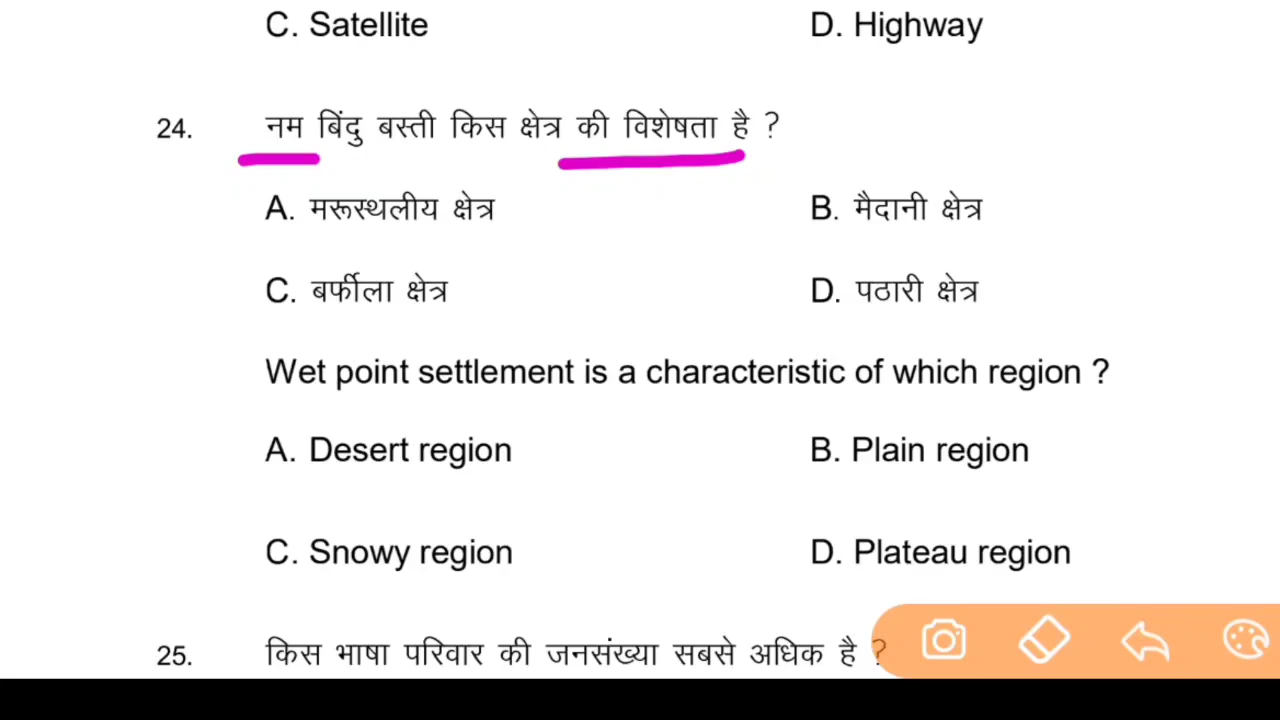 C. Satellite D. Highway
24. नम बिंदु बस्ती किस क्षेत्र की विशेषता है ?
A. मरूस्थलीय क्षेत्र B. मैदानी क्षेत्र
C. बर्फीला क्षेत्र D. पठारी क्षेत्र
Wet point settlement is a characteristic of which region ?
A. Desert region B. Plain region
C. Snowy region D. Plateau region
25. किस भाषा परिवार की जनसंख्या सबसे अधिक है ?